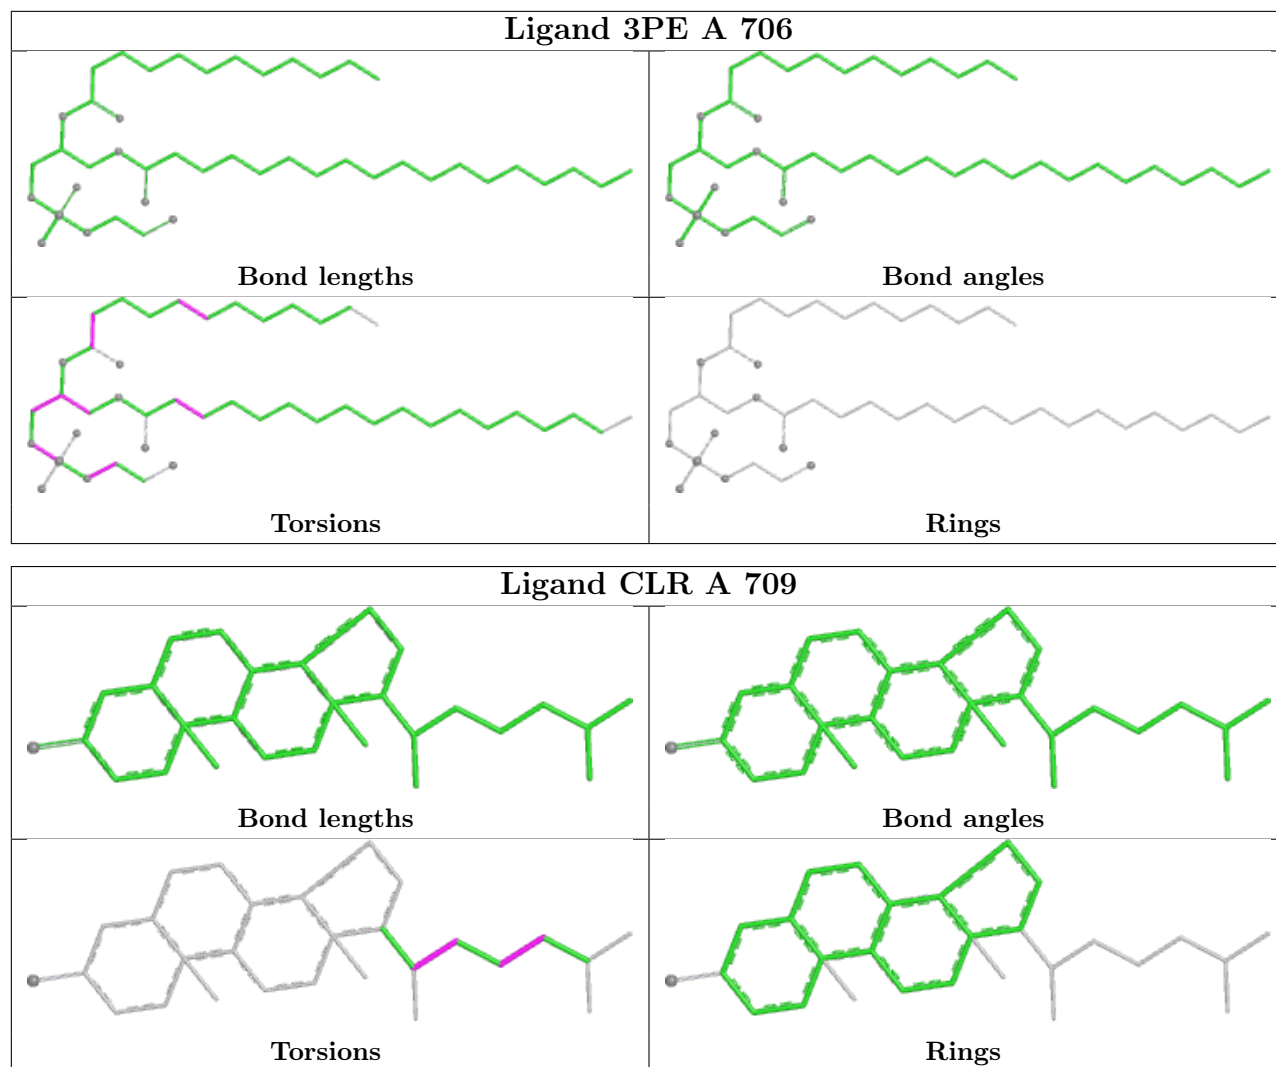 Ligand 3PE A 706
Bond lengths
Bond angles
Torsions
Rings
Ligand CLR A 709
Bond lengths
Bond angles
Torsions
Rings